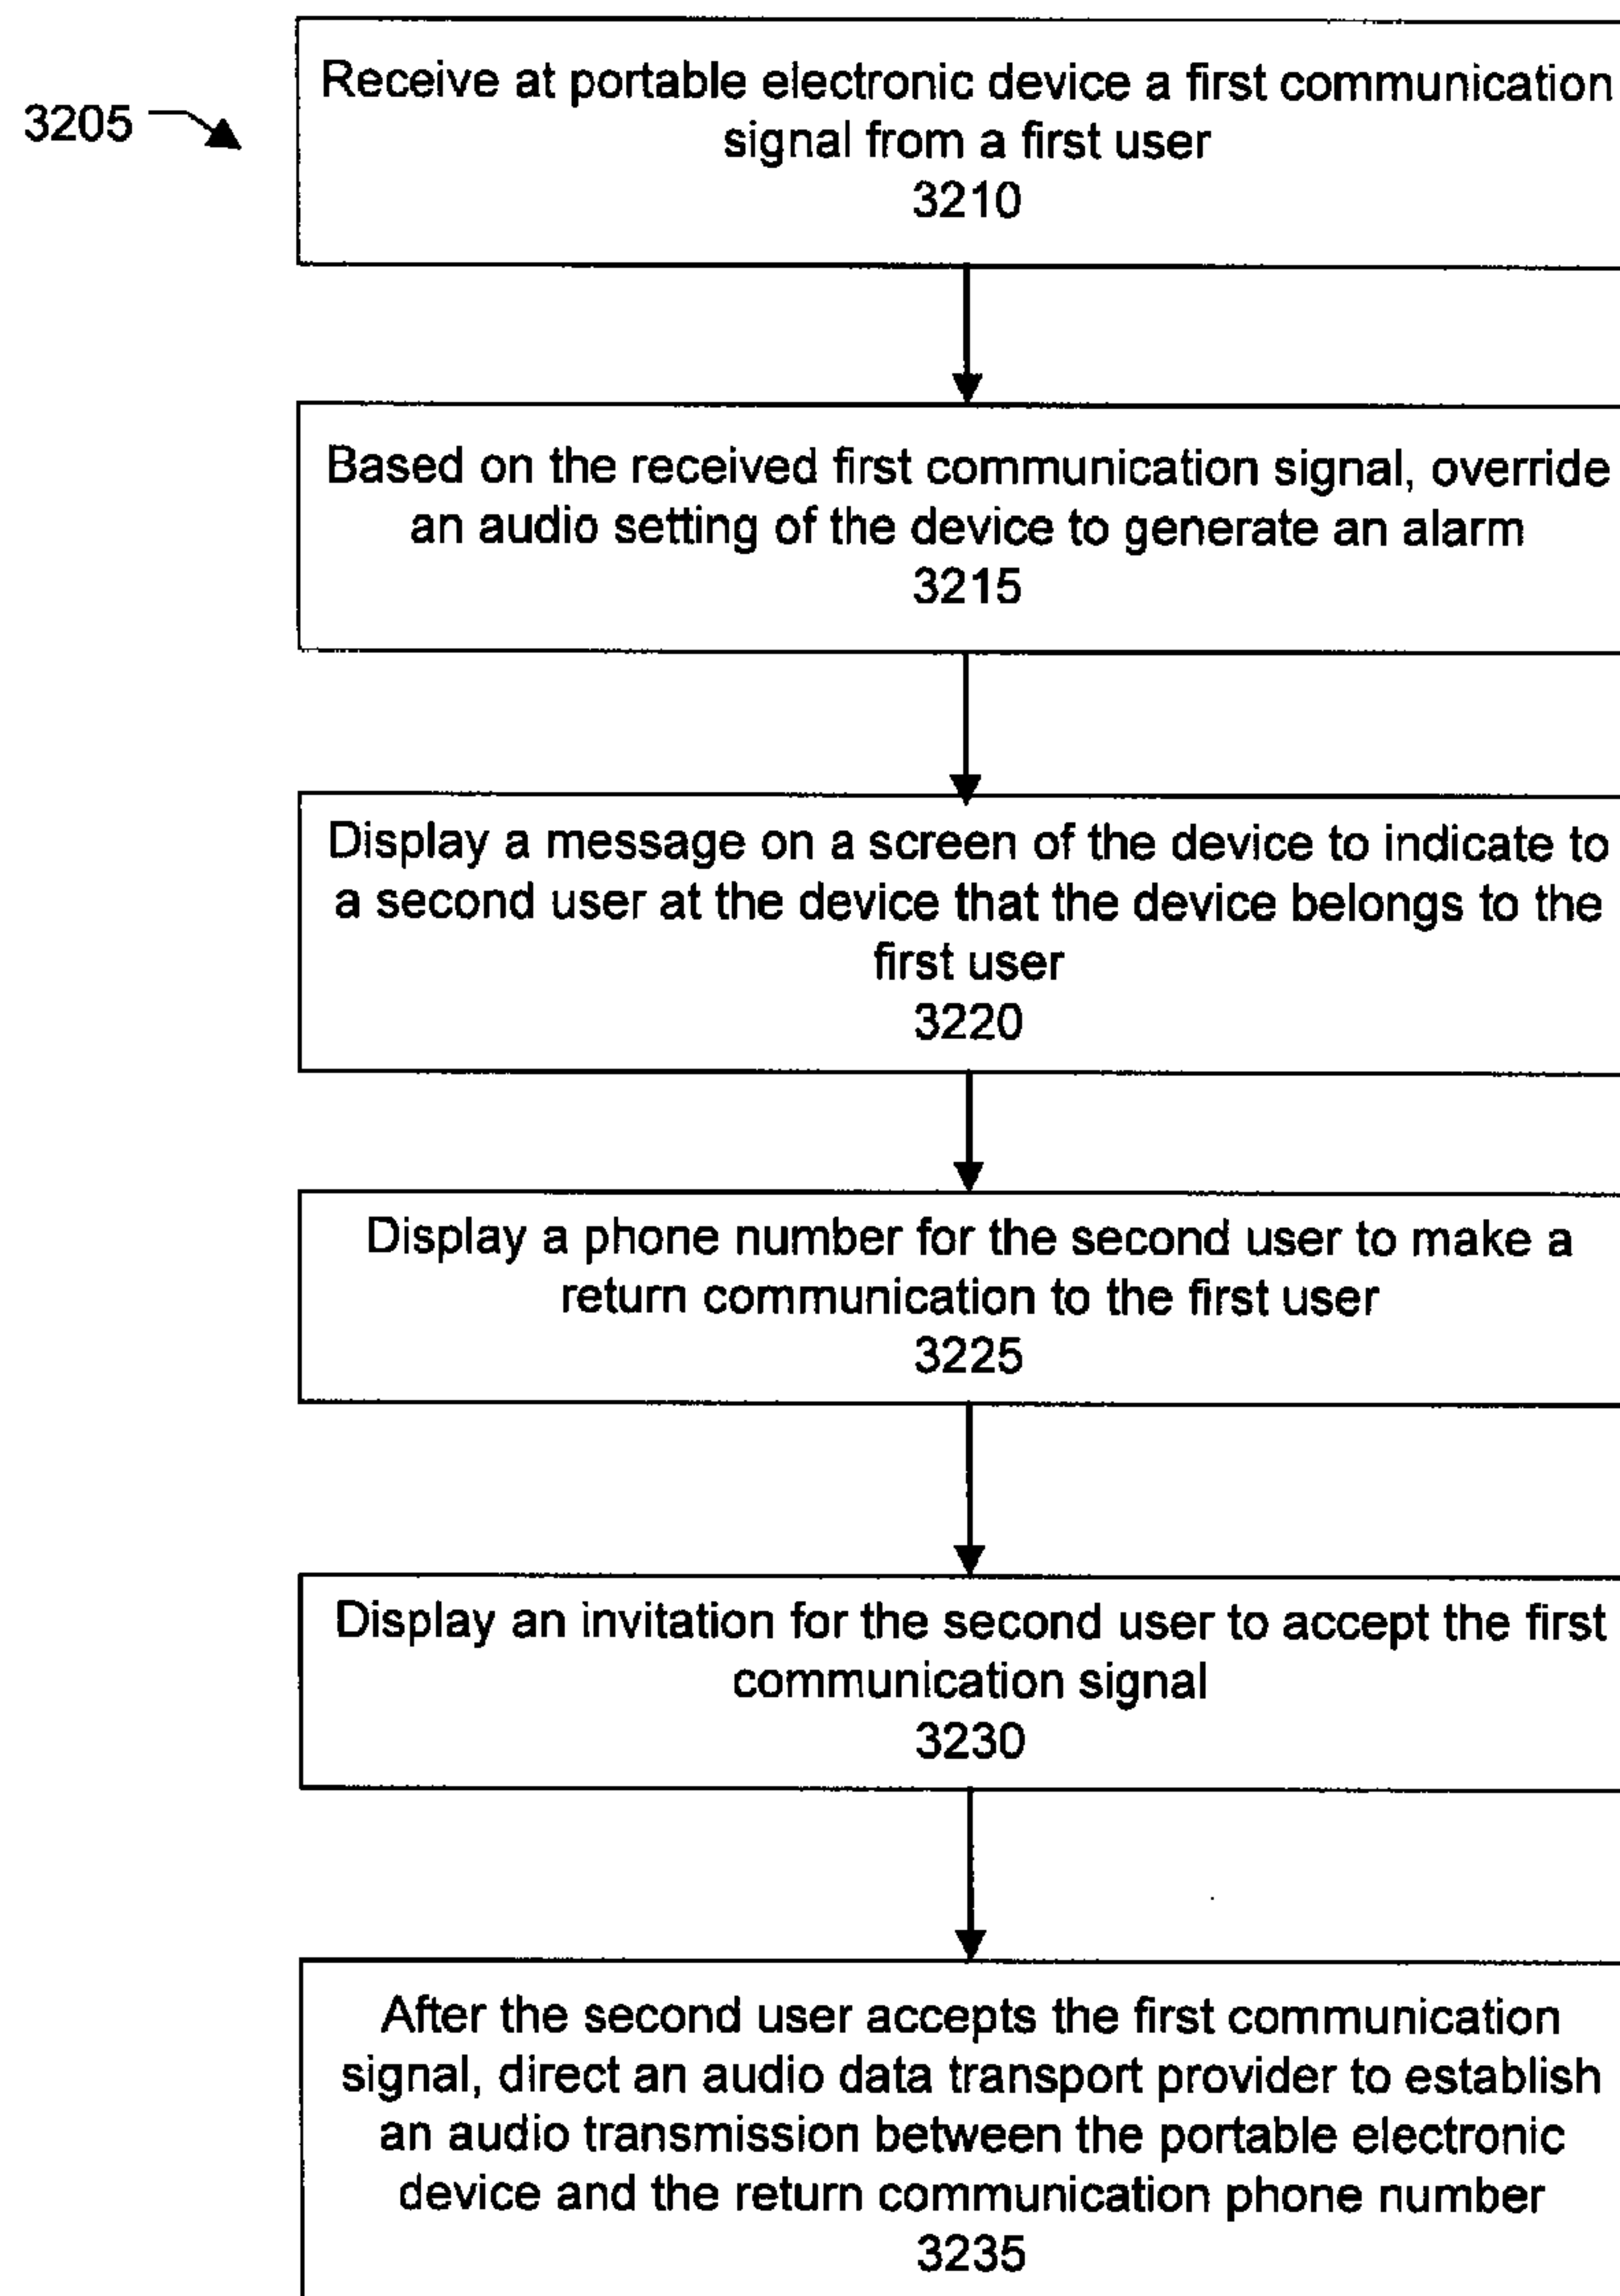 3205
Receive at portable electronic device a first communication
signal from a first user
3210
Based on the received first communication signal, override
an audio setting of the device to generate an alarm
3215
Display a message on a screen of the device to indicate to
a second user at the device that the device belongs to the
first user
3220
Display a phone number for the second user to make a
return communication to the first user
3225
Display an invitation for the second user to accept the first
communication signal
3230
After the second user accepts the first communication
signal, direct an audio data transport provider to establish
an audio transmission between the portable electronic
device and the return communication phone number
3235